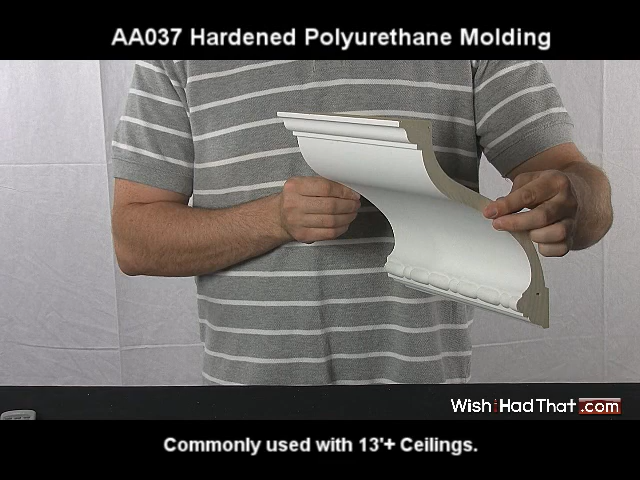 AA037 Hardened Polyurethane Molding
WishIHadThat.com
Commonly used with 13'+ Ceilings.